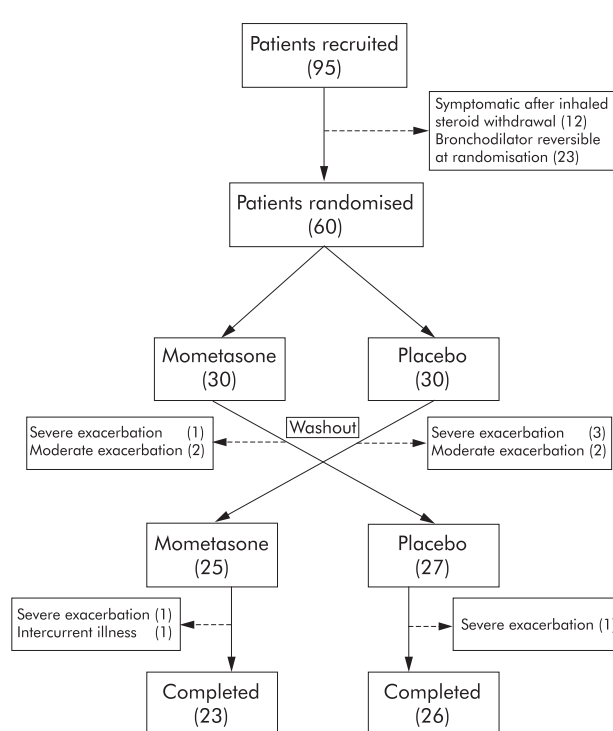 Patients recruited
(95)
Symptomatic after inhaled
steroid withdrawal (12)
Bronchodilator reversible
at randomisation (23)
Patients randomised
(60)
Mometasone
(30)
Placebo
(30)
Washout
Severe exacerbation (1)
Moderate exacerbation (2)
Severe exacerbation (3)
Moderate exacerbation (2)
Mometasone
(25)
Placebo
(27)
Severe exacerbation (1)
Intercurrent illness (1)
Severe exacerbation (1)
Completed
(23)
Completed
(26)